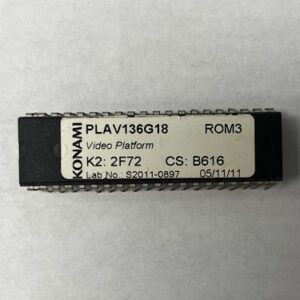 KONAMI
PLAV136G18 ROM3
Video Platform
K2: 2F72 CS: B616
Lab No.: S2011-0897 05/11/11